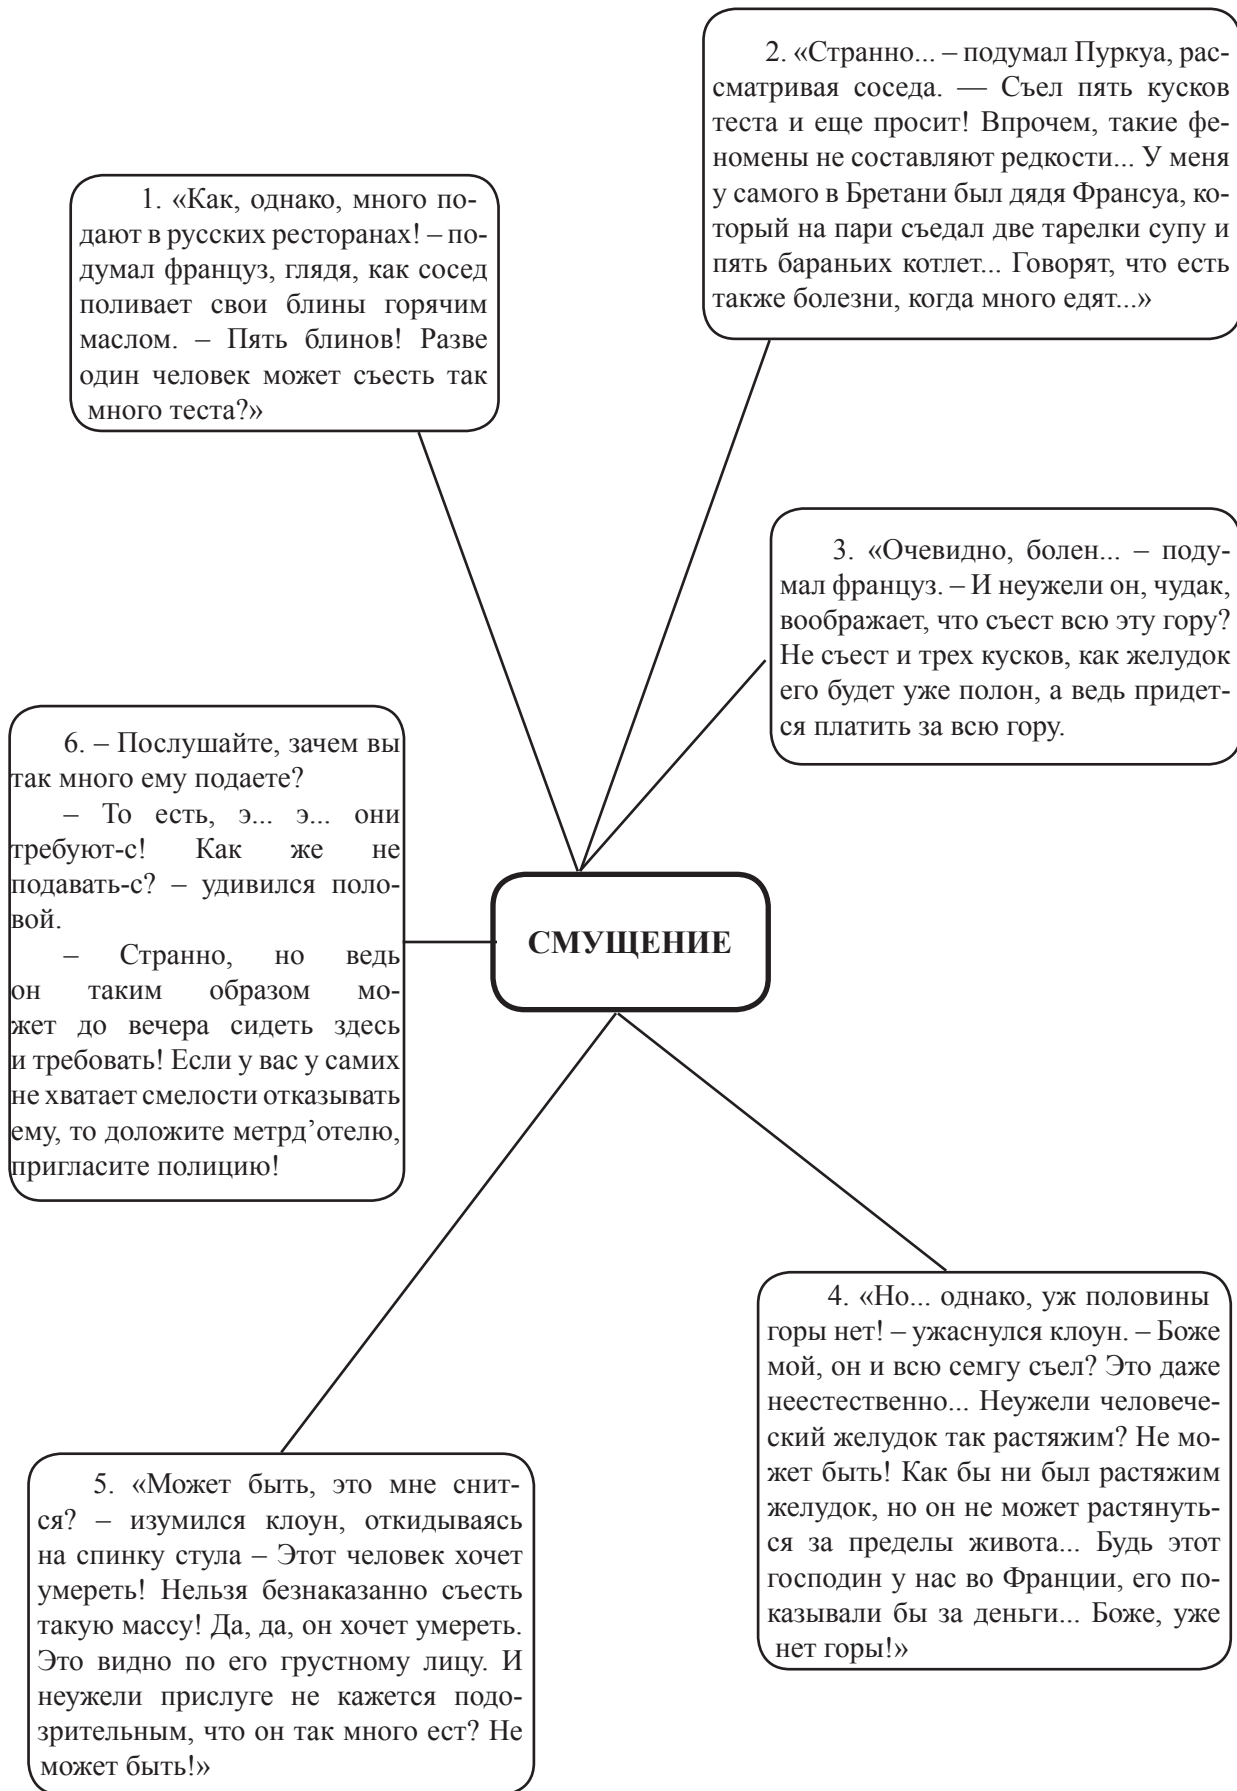 1. «Как, однако, много по-
дают в русских ресторанах! – по-
думал француз, глядя, как сосед
поливает свои блины горячим
маслом. – Пять блинов! Разве
один человек может съесть так
много теста?»
2. «Странно... – подумал Пуркуа, рас-
сматривая соседа. — Съел пять кусков
теста и еще просит! Впрочем, такие фе-
номены не составляют редкости... У меня
у самого в Бретани был дядя Франсуа, ко-
торый на пари съедал две тарелки супу и
пять бараньих котлет... Говорят, что есть
также болезни, когда много едят...»
3. «Очевидно, болен... – поду-
мал француз. – И неужели он, чудак,
воображает, что съест всю эту гору?
Не съест и трех кусков, как желудок
его будет уже полон, а ведь придет-
ся платить за всю гору.
6. – Послушайте, зачем вы
так много ему подаете?
– То есть, э... э... они
требуют-с! Как же не
подавать-с? – удивился поло-
вой.
– Странно, но ведь
он таким образом мо-
жет до вечера сидеть здесь
и требовать! Если у вас у самих
не хватает смелости отказывать
ему, то доложите метрд’отелю,
пригласите полицию!
СМУЩЕНИЕ
4. «Но... однако, уж половины
горы нет! – ужаснулся клоун. – Боже
мой, он и всю семгу съел? Это даже
неестественно... Неужели человече-
ский желудок так растяжим? Не мо-
жет быть! Как бы ни был растяжим
желудок, но он не может растянуть-
ся за пределы живота... Будь этот
господин у нас во Франции, его по-
казывали бы за деньги... Боже, уже
нет горы!»
5. «Может быть, это мне снит-
ся? – изумился клоун, откидываясь
на спинку стула – Этот человек хочет
умереть! Нельзя безнаказанно съесть
такую массу! Да, да, он хочет умереть.
Это видно по его грустному лицу. И
неужели прислуге не кажется подо-
зрительным, что он так много ест? Не
может быть!»